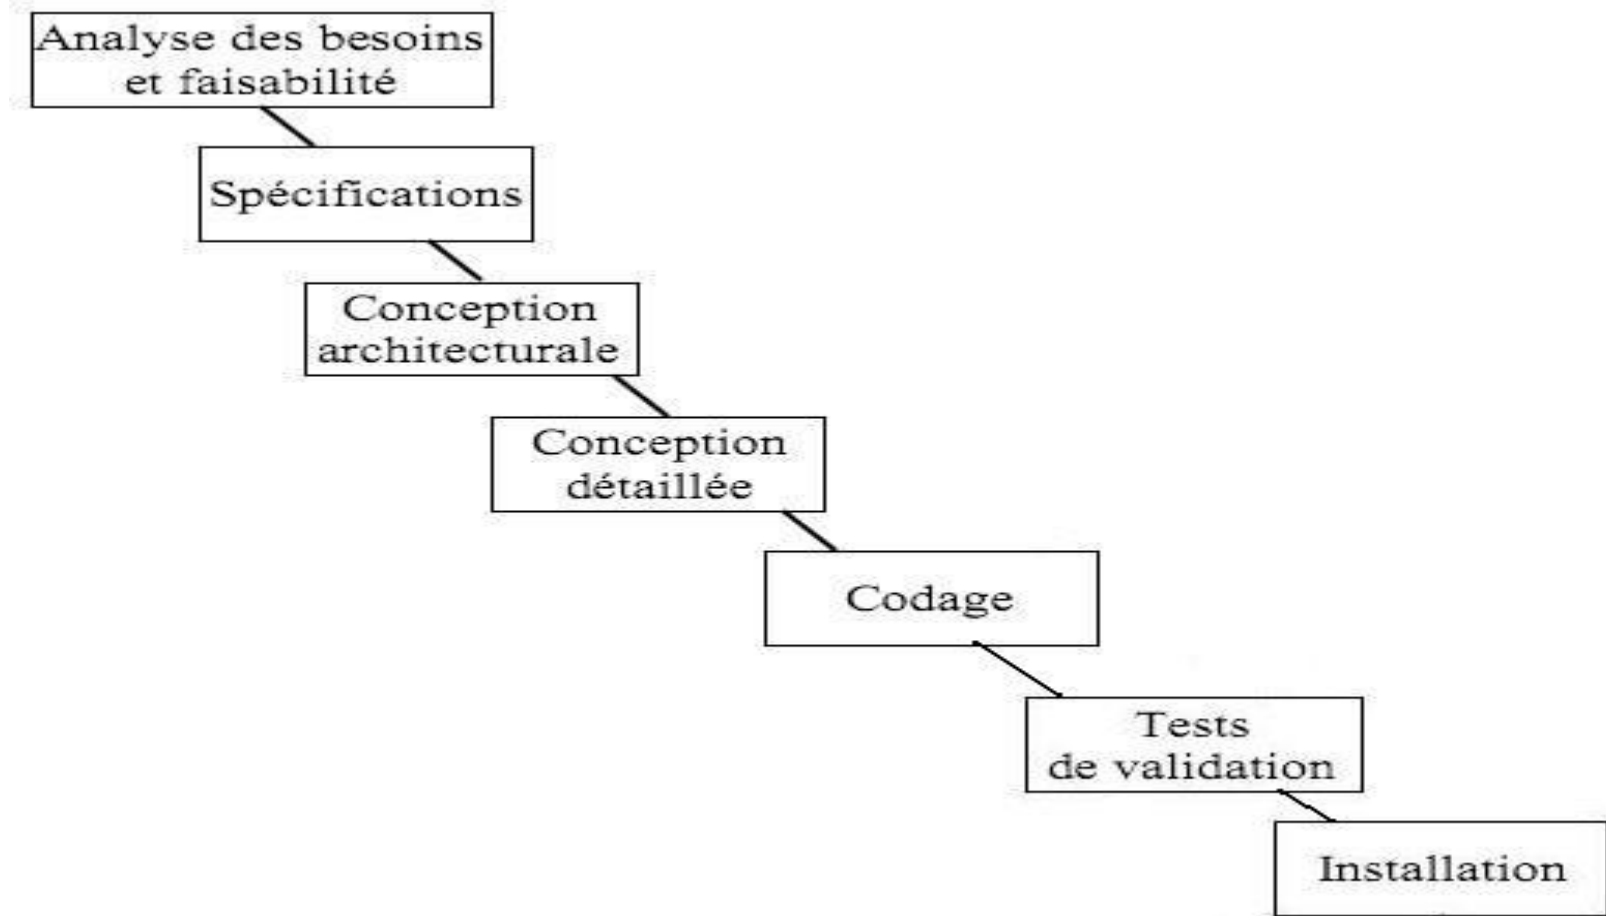 Analyse des besoins
et faisabilité
Spécifications
Conception
architecturale
Conception
détaillée
Codage
Tests
de validation
Installation